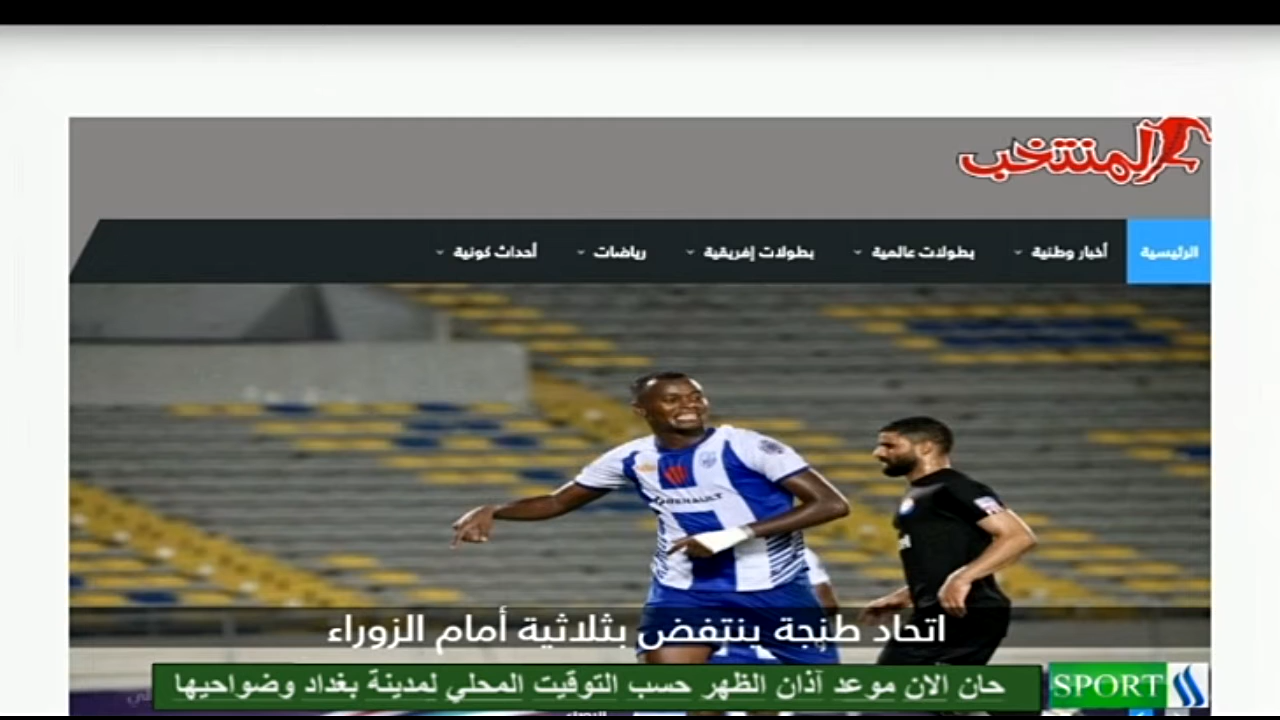 المنتخب
الرئيسية
أخبار وطنية
بطولات عالمية
بطولات إفريقية
رياضات
أحداث كونية
RENAULT
اتحاد طنجة ينتفض بثلاثية أمام الزوراء
حان الان موعد آذان الظهر حسب التوقيت المحلي لمدينة بغداد وضواحيها
SPORT